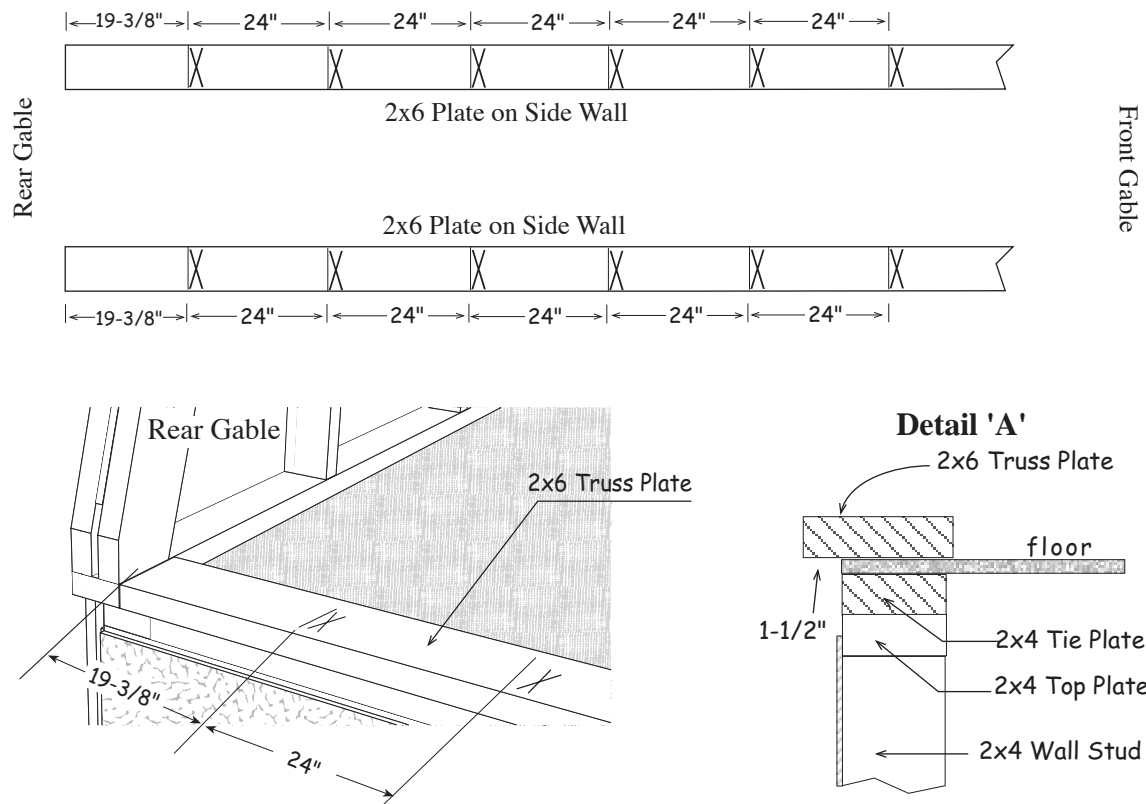 19-3/8" 24" 24" 24" 24" 24"
2x6 Plate on Side Wall
Rear Gable
Front Gable
2x6 Plate on Side Wall
19-3/8" 24" 24" 24" 24" 24"
Rear Gable
2x6 Truss Plate
19-3/8"
24"
Detail 'A'
2x6 Truss Plate
floor
1-1/2"
2x4 Tie Plate
2x4 Top Plate
2x4 Wall Stud